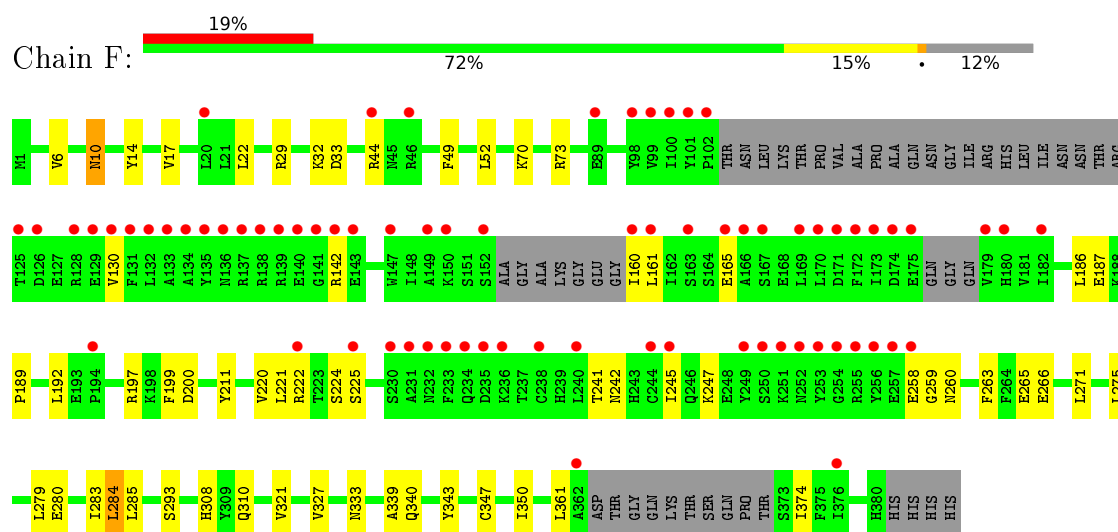 19%
Chain F:
72% 15% • 12%
M1 V6 N10 Y14 V17 L20 L21 L22 R29 K32 D33 R44 N45 R46 F49 L52 K70 R73 E89 Y98 V99 I100 Y101 P102 THR ASN LEU LYS THR PRO VAL ALA PRO ALA GLN ASN GLY ILE ARG HIS LEU ILE ASN ASN THR ARG
T125 D126 E127 R128 E129 V130 F131 L132 A133 A134 Y135 N136 R137 R138 R139 E140 G141 R142 E143 W147 I148 A149 K150 S151 S152 ALA GLY ALA LYS GLY GLU GLY I160 L161 I162 S163 S164 E165 A166 S167 E168 L169 L170 D171 F172 I173 D174 E175 GLN GLY GLN V179 H180 V181 I182 L186 E187 K188
P189 L192 E193 P194 R197 K198 F199 D200 Y211 V220 L221 R222 T223 S224 S225 S230 A231 N232 F233 Q234 D235 K236 T237 C238 H239 L240 T241 N242 H243 C244 I245 Q246 K247 E248 Y249 S250 K251 N252 Y253 G254 R255 Y256 E257 E258 G259 N260 F263 F264 E265 E266 L271 L275
L279 E280 I283 L284 L285 S293 H308 Y309 Q310 V321 V327 N333 A339 Q340 Y343 C347 I350 L361 A362 ASP THR GLY GLN LYS THR SER GLN PRO THR S373 I374 F375 I376 H380 HIS HIS HIS HIS